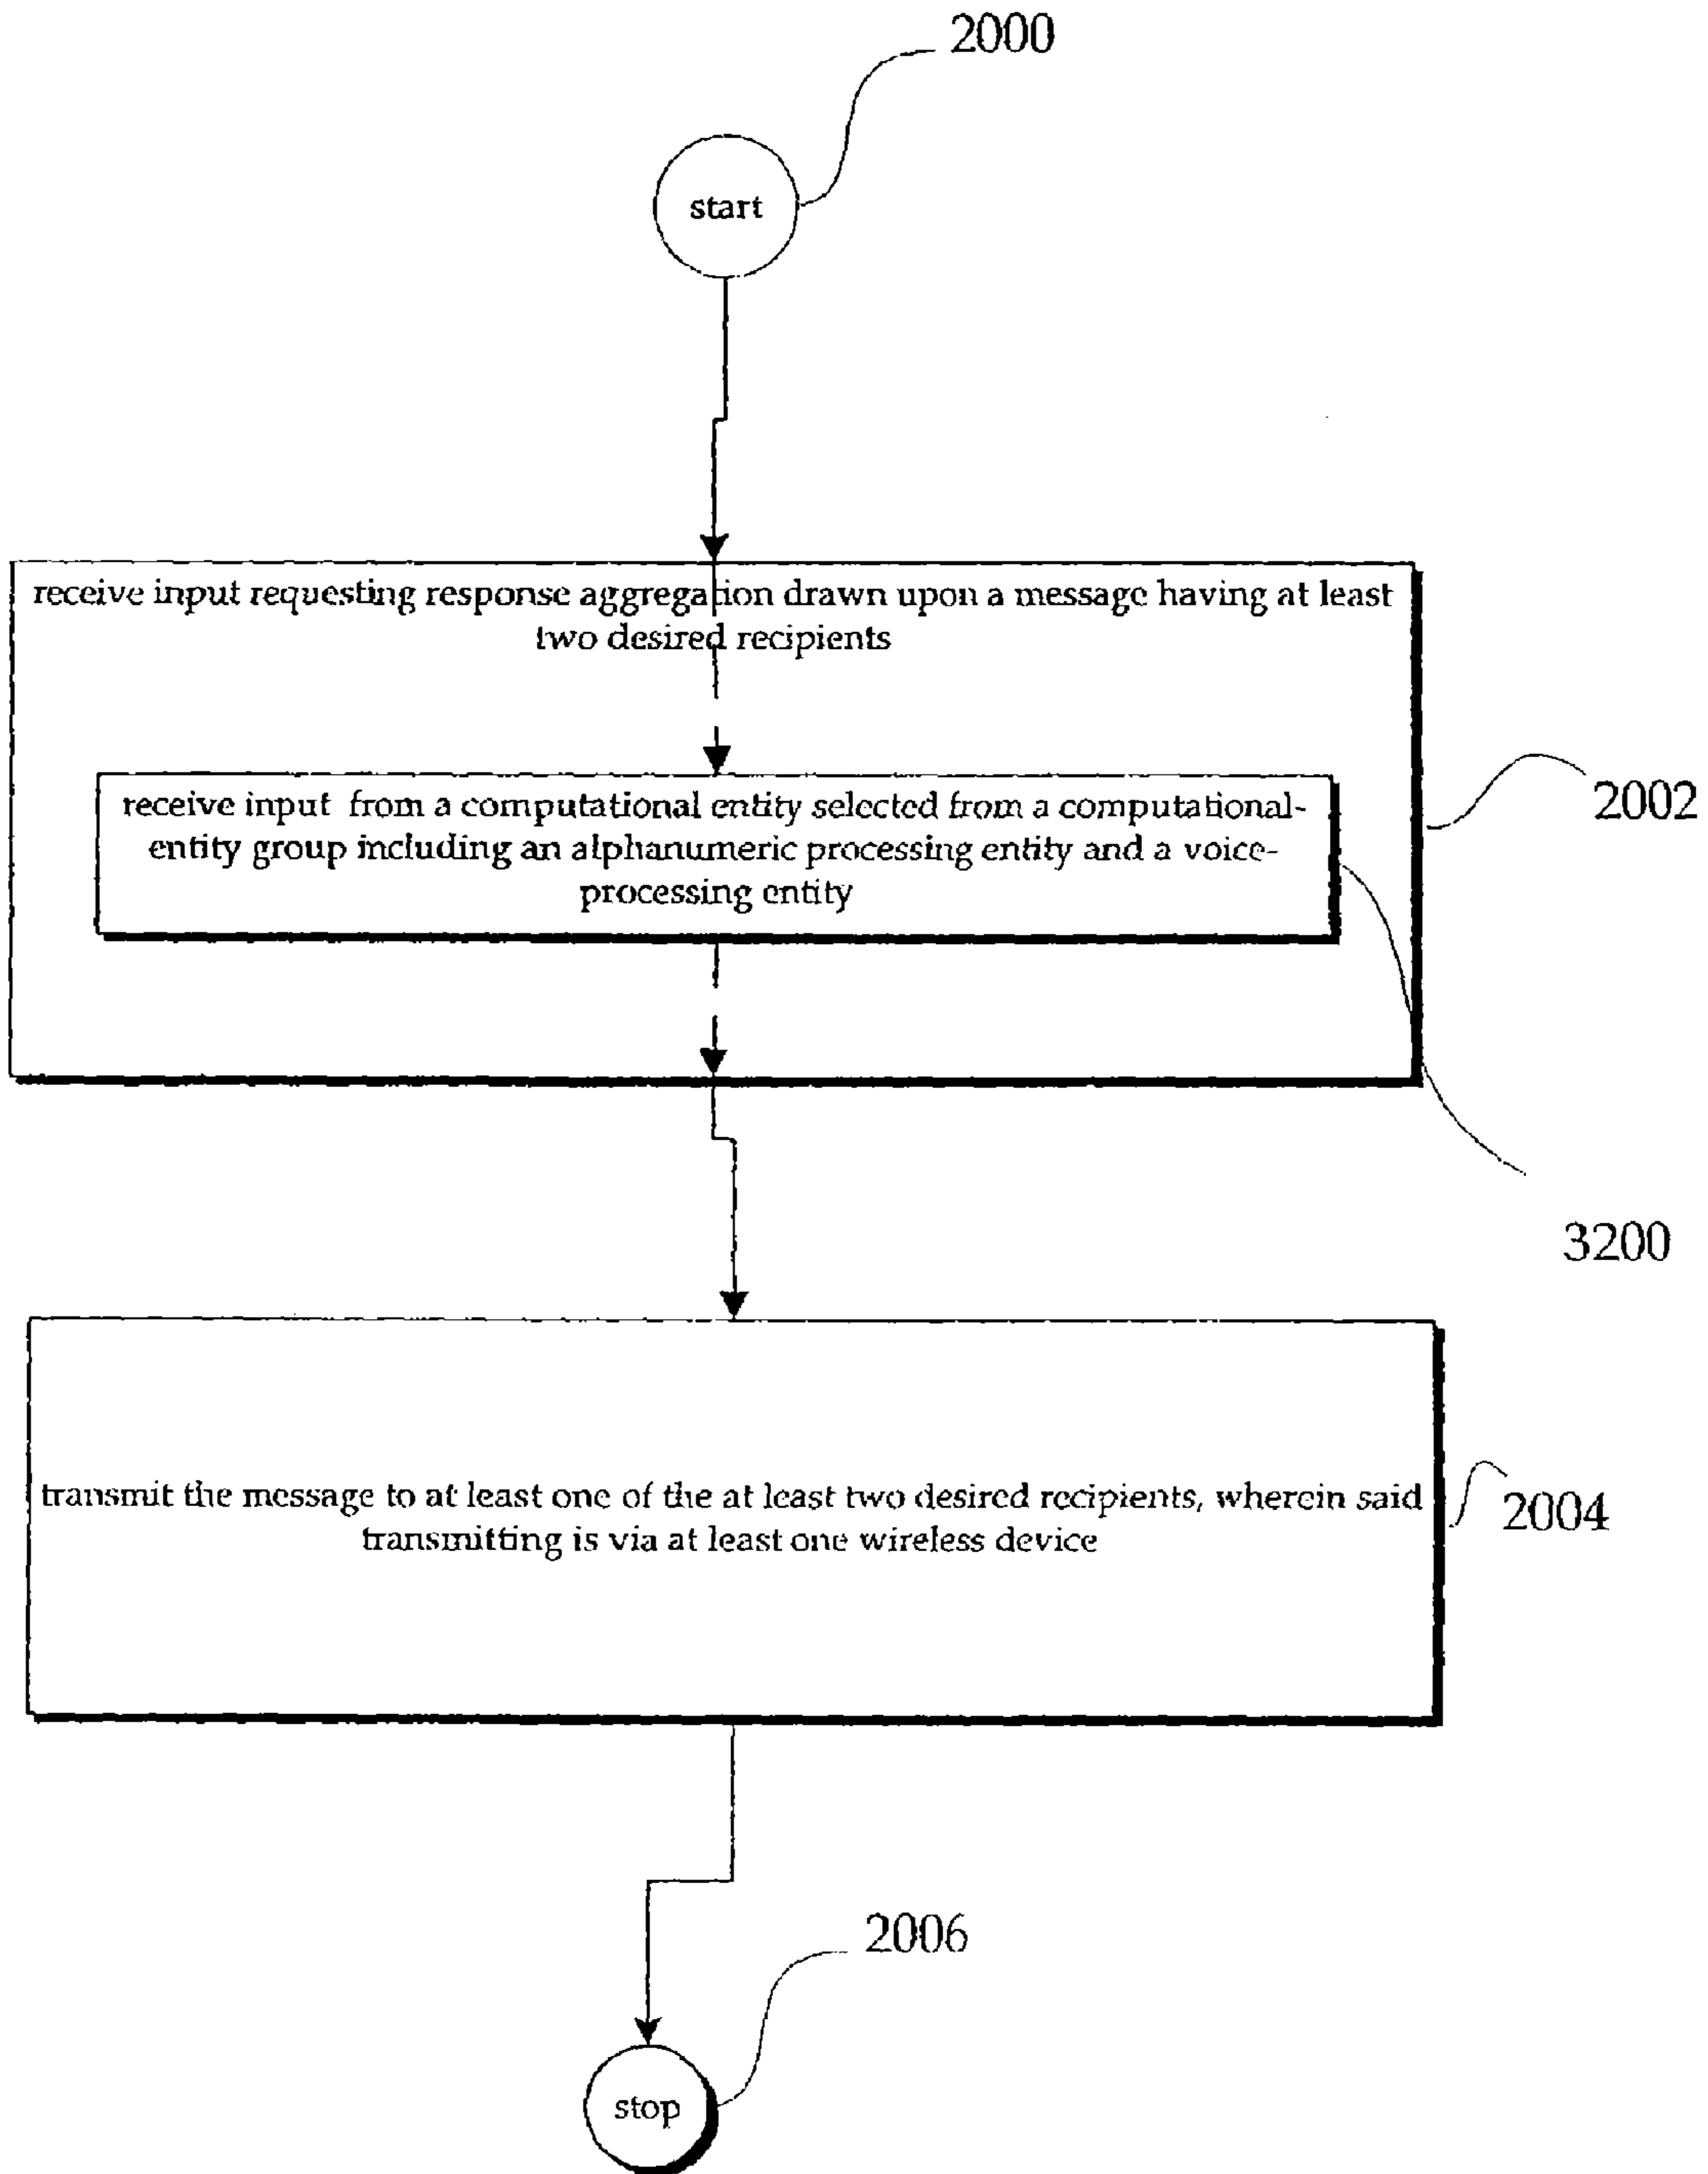 2000
start
receive input requesting response aggregation drawn upon a message having at least
two desired recipients
receive input from a computational entity selected from a computational-
entity group including an alphanumeric processing entity and a voice-
processing entity
2002
3200
transmit the message to at least one of the at least two desired recipients, wherein said
transmitting is via at least one wireless device
2004
2006
stop